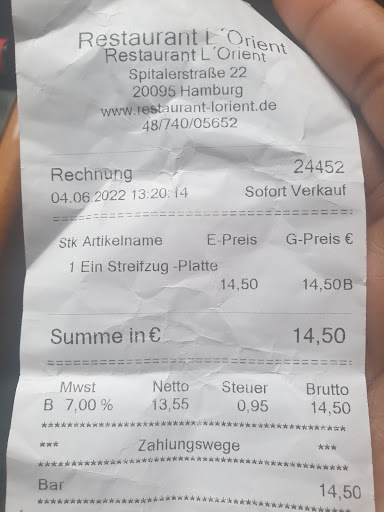 Restaurant L´Orient
Restaurant L´Orient
Spitalerstraße 22
20095 Hamburg
www.restaurant-lorient.de
48/740/05652
Rechnung 24452
04.06.2022 13:20:14 Sofort Verkauf
================================
Stk Artikelname E-Preis G-Preis €
1 Ein Streifzug -Platte
14,50 14,50B
Summe in € 14,50
================================
Mwst Netto Steuer Brutto
B 7,00 % 13,55 0,95 14,50
********************************************
*** Zahlungswege ***
********************************************
Bar 14,50